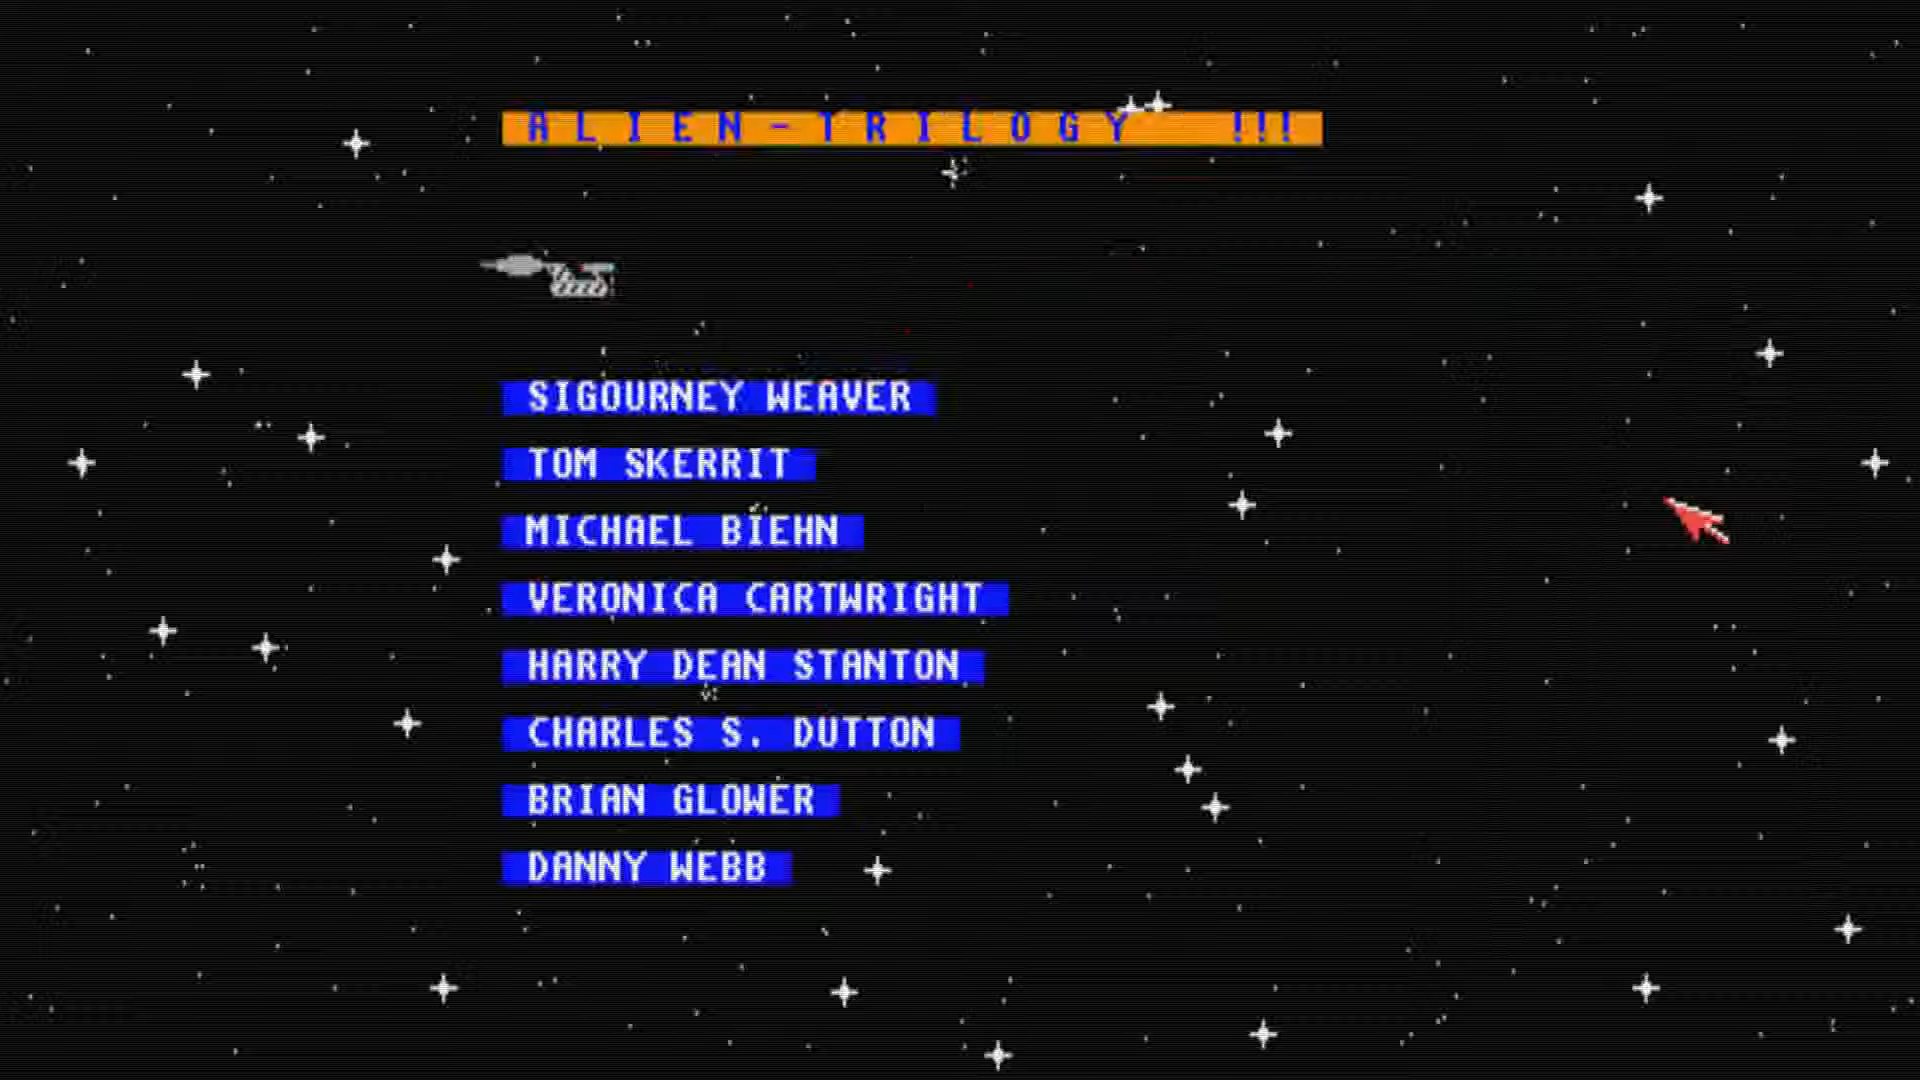 ALIEN-TRILOGY !!!
SIGOURNEY WEAVER
TOM SKERRIT
MICHAEL BIEHN
VERONICA CARTWRIGHT
HARRY DEAN STANTON
CHARLES S. DUTTON
BRIAN GLOWER
DANNY WEBB